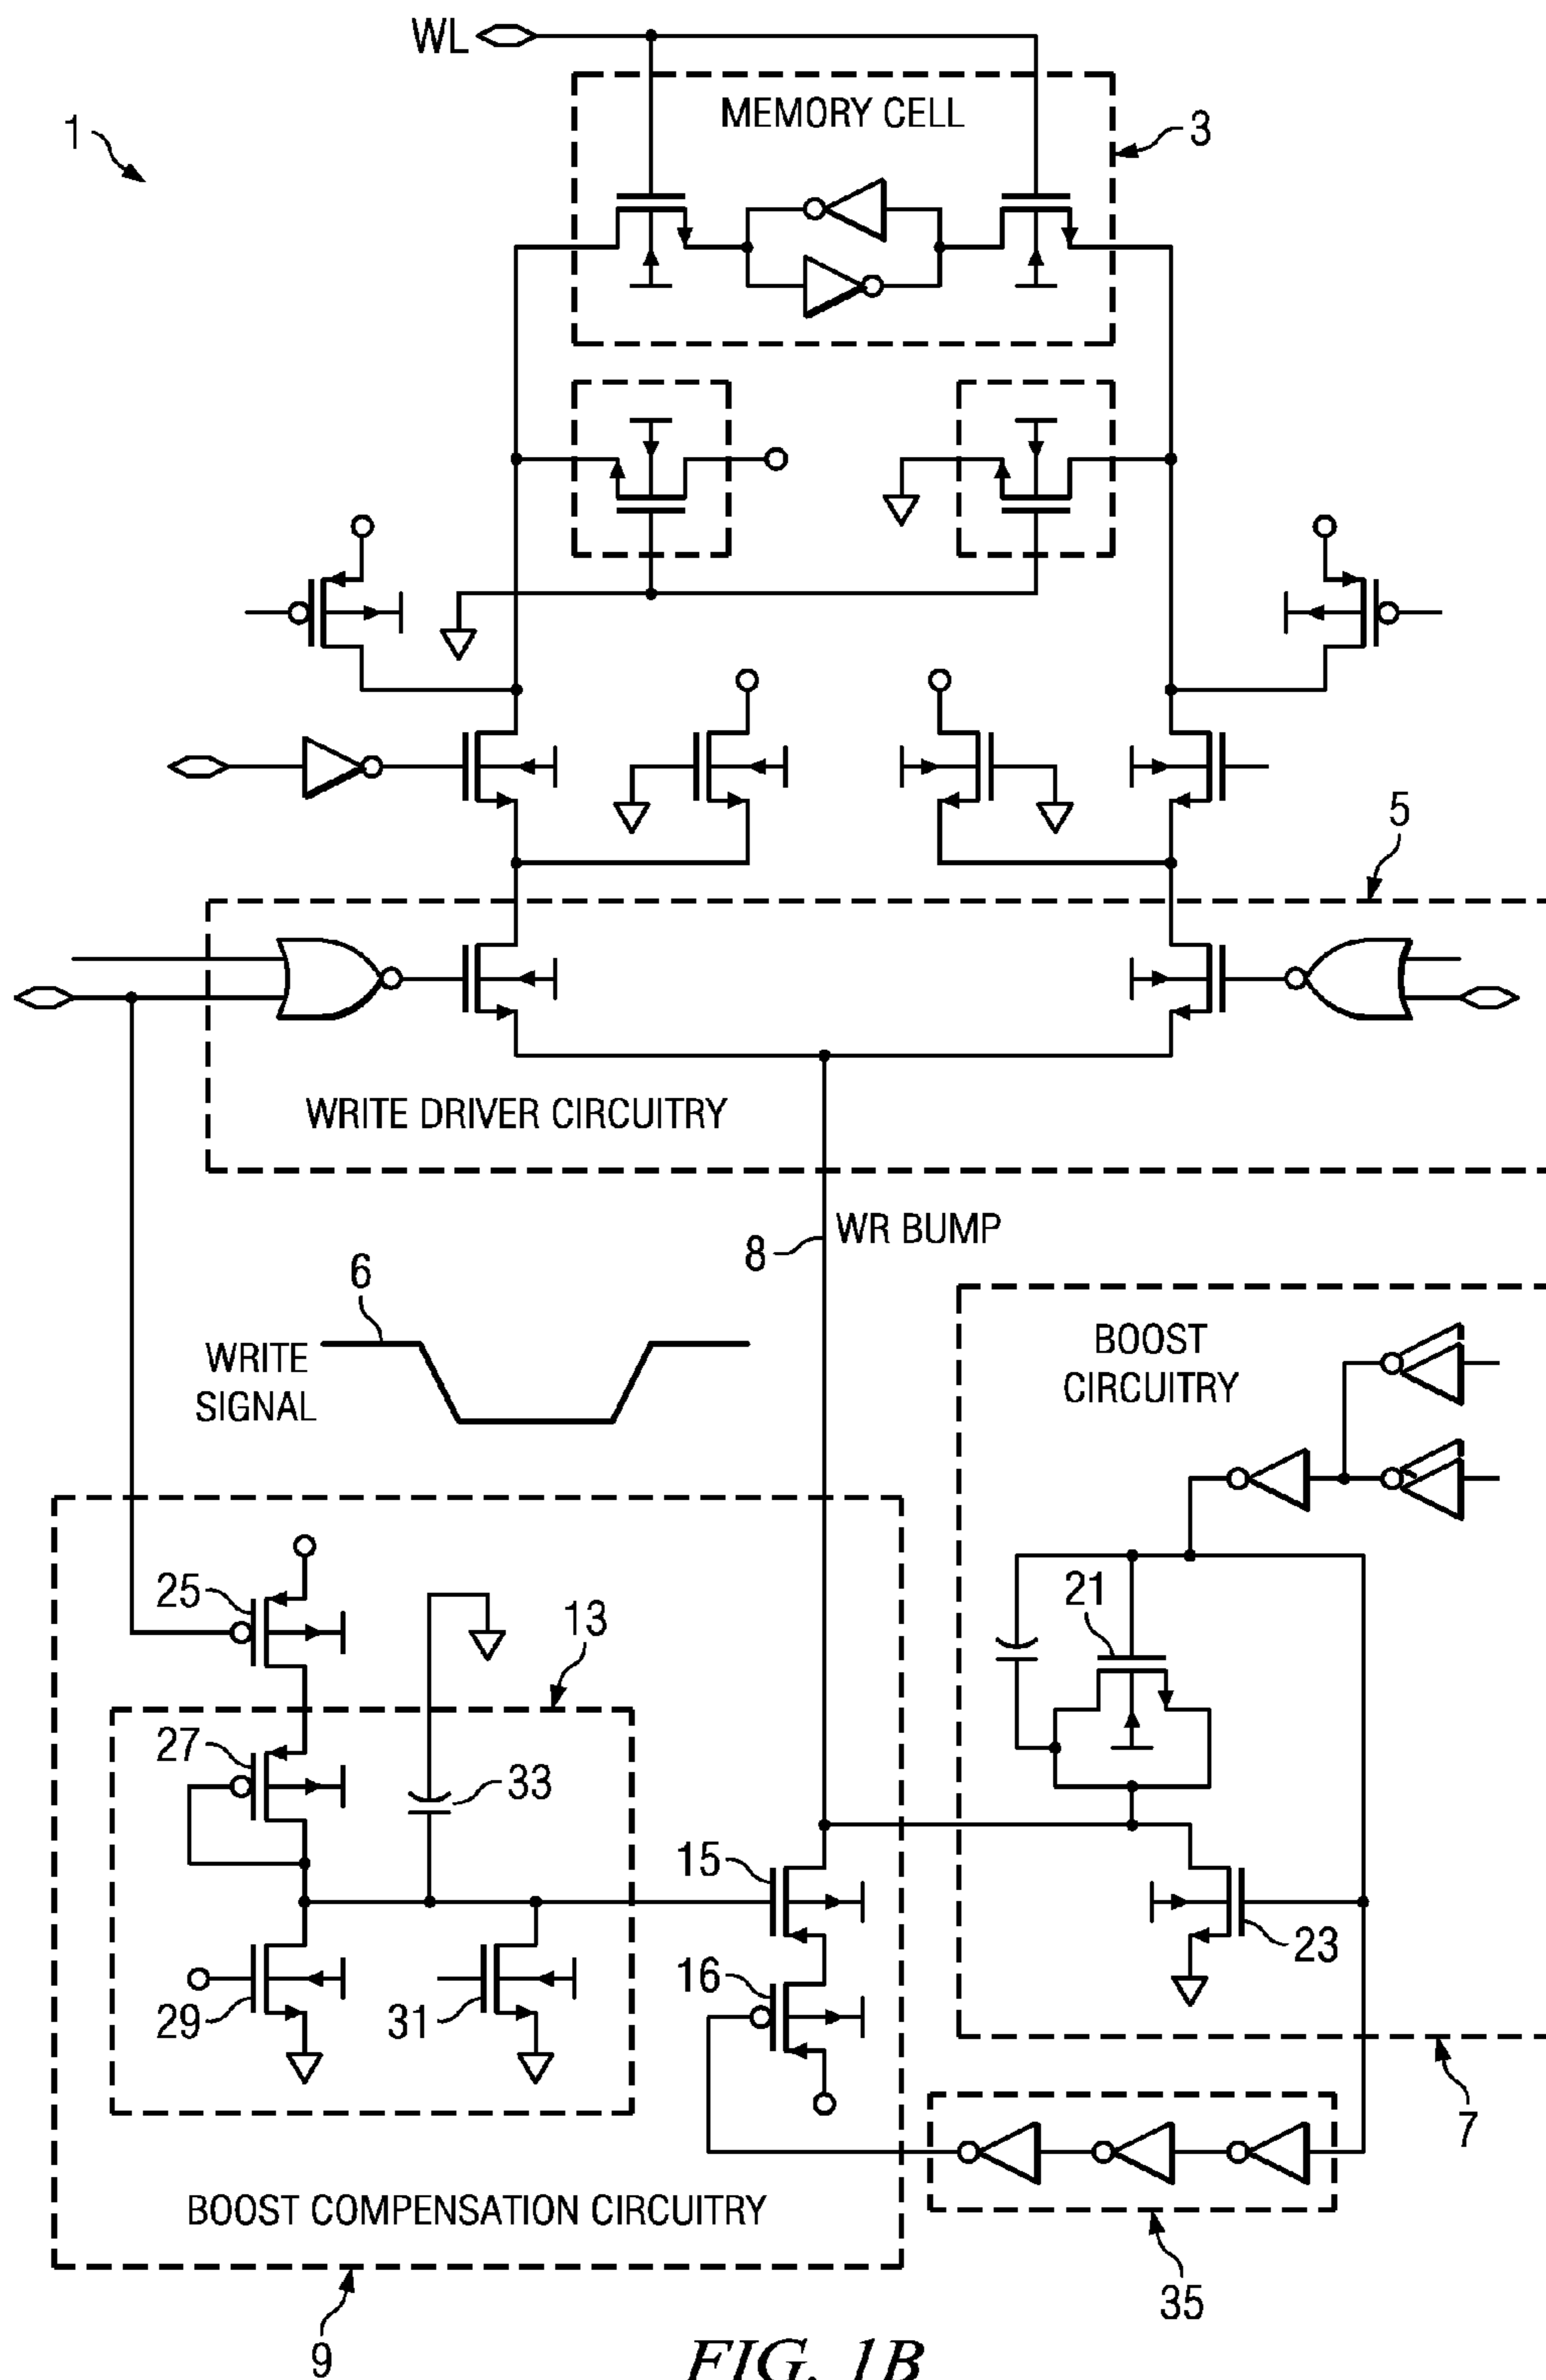 WL
MEMORY CELL
1
3
5
WRITE DRIVER CIRCUITRY
8
WR BUMP
6
WRITE
SIGNAL
BOOST
CIRCUITRY
25
13
21
27
33
15
16
23
29
31
7
BOOST COMPENSATION CIRCUITRY
35
9
FIG. 1B